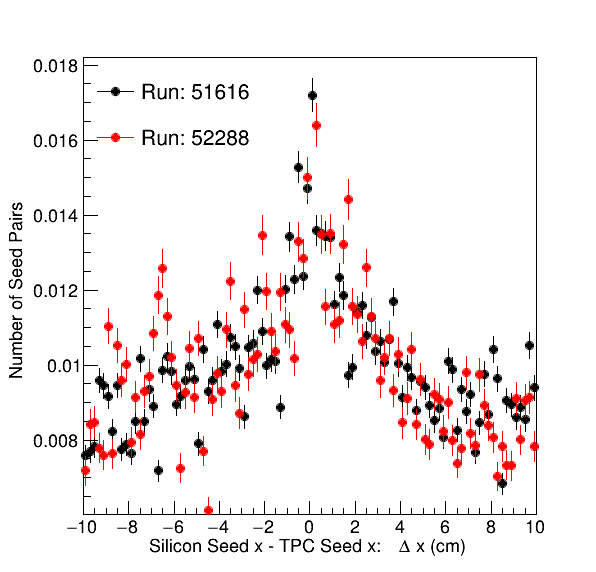 0.018
Run: 51616
0.016
Run: 52288
0.014
0.012
0.01
0.008
Number of Seed Pairs
−10 −8 −6 −4 −2 0 2 4 6 8 10
Silicon Seed x - TPC Seed x: Δ x (cm)